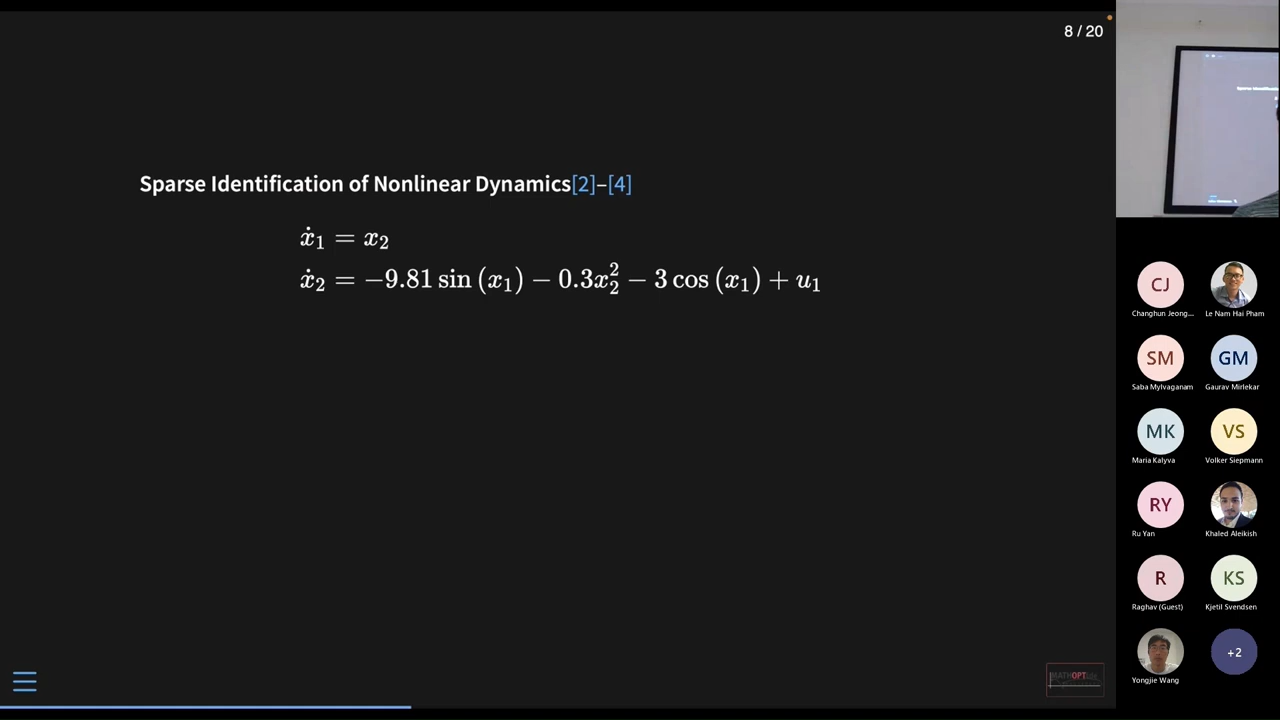 8 / 20
Sparse Identification of Nonlinear Dynamics[2]–[4]
ẋ₁ = x₂
ẋ₂ = −9.81 sin (x₁) − 0.3x₂² − 3 cos (x₁) + u₁
CJ
Changhun Jeong...
Le Nam Hai Pham
SM
Saba Mylvaganam
GM
Gaurav Mirlekar
MK
Maria Kalyva
VS
Volker Siepmann
RY
Ru Yan
Khaled Aleikish
R
Raghav (Guest)
KS
Kjetil Svendsen
Yongjie Wang
+2